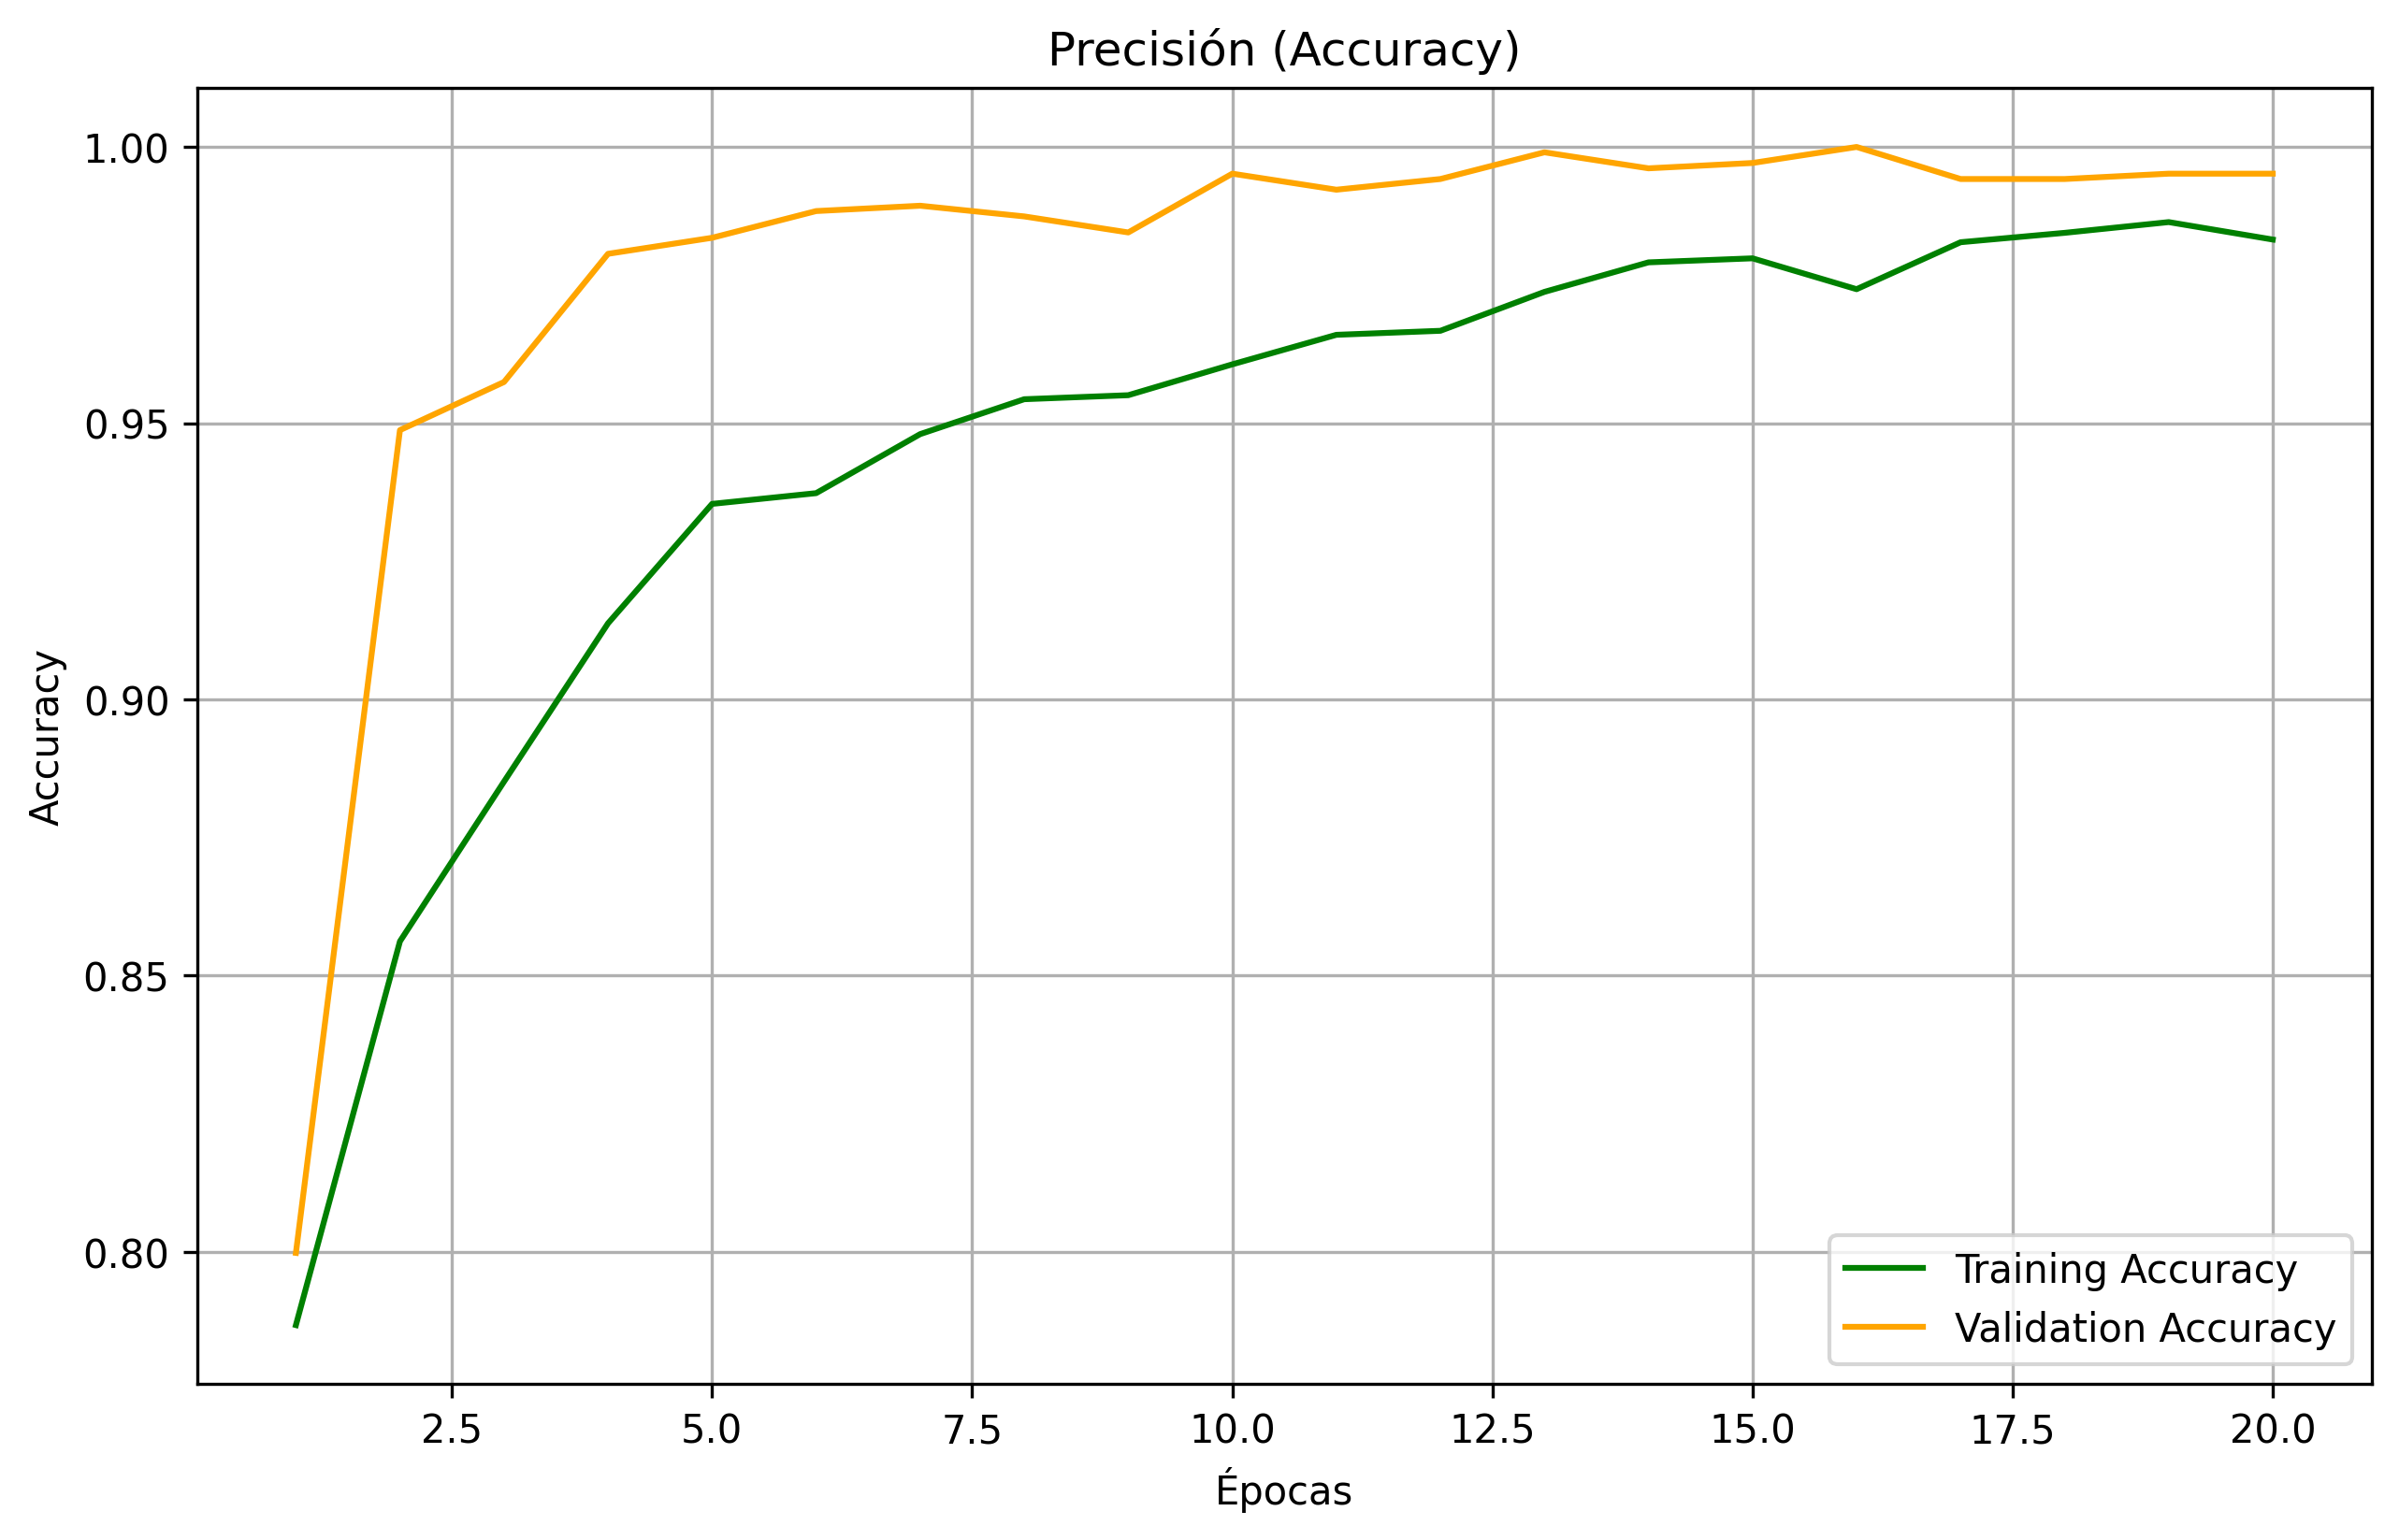 Precisión (Accuracy)
1.00
0.95
0.90
0.85
0.80
Accuracy
2.5 5.0 7.5 10.0 12.5 15.0 17.5 20.0
Épocas
Training Accuracy
Validation Accuracy